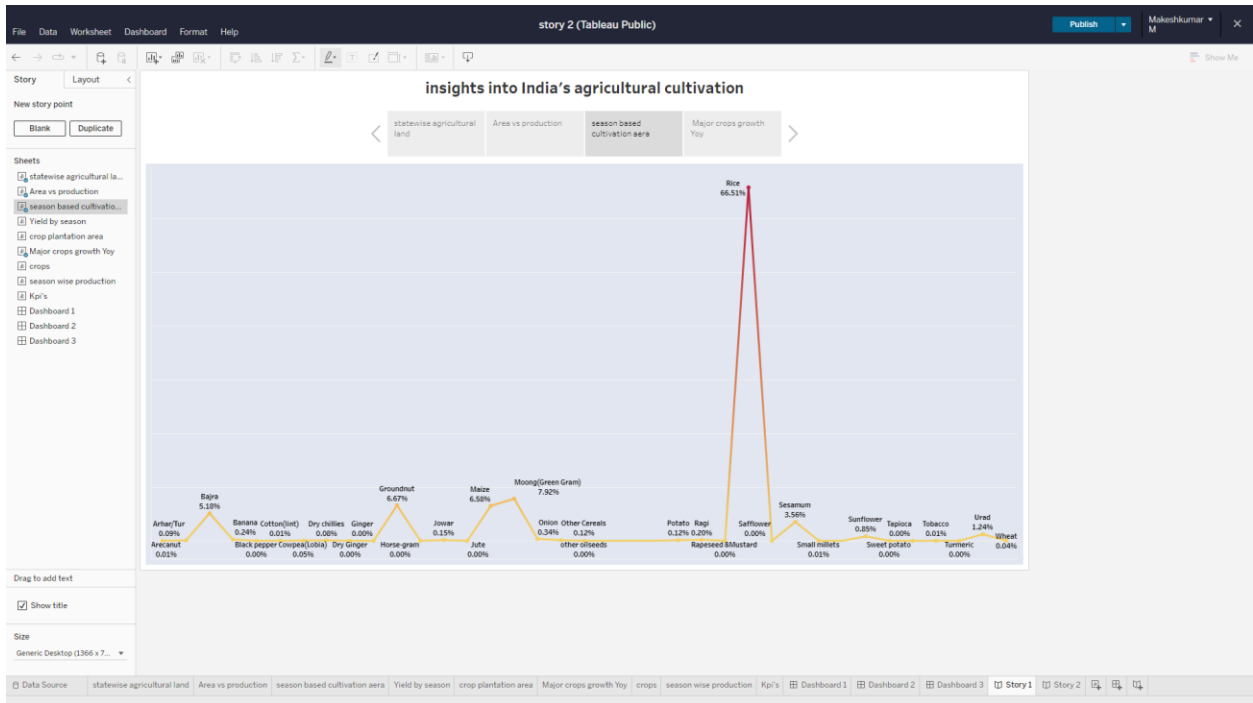 story 2 (Tableau Public)
Publish
Makeshkumar
M
File Data Worksheet Dashboard Format Help
Show Me
Story Layout
New story point
Blank Duplicate
Sheets
statewise agricultural la...
Area vs production
season based cultivatio...
Yield by season
crop plantation area
Major crops growth Yoy
crops
season wise production
Kpi's
Dashboard 1
Dashboard 2
Dashboard 3
Drag to add text
Show title
Size
Generic Desktop (1366 x 7...
insights into India's agricultural cultivation
statewise agricultural
land
Area vs production
season based
cultivation aera
Major crops growth
Yoy
Rice
66.51%
Arhar/Tur
0.09%
Arecanut
0.01%
Bajra
5.18%
Banana
0.24%
Black pepper
0.00%
Cotton(lint)
0.01%
Cowpea(Lobia)
0.05%
Dry chillies
0.08%
Dry Ginger
0.00%
Ginger
0.00%
Groundnut
6.67%
Horse-gram
0.00%
Jowar
0.15%
Jute
0.00%
Maize
6.58%
Moong(Green Gram)
7.92%
Onion
0.34%
Other Cereals
0.12%
other oilseeds
0.00%
Potato
0.12%
Ragi
0.20%
Rapeseed &Mustard
0.00%
Safflower
0.00%
Sesamum
3.56%
Small millets
0.01%
Sunflower
0.85%
Sweet potato
0.00%
Tapioca
0.00%
Tobacco
0.01%
Turmeric
0.00%
Urad
1.24%
Wheat
0.04%
Data Source statewise agricultural land Area vs production season based cultivation aera Yield by season crop plantation area Major crops growth Yoy crops season wise production Kpi's Dashboard 1 Dashboard 2 Dashboard 3 Story 1 Story 2